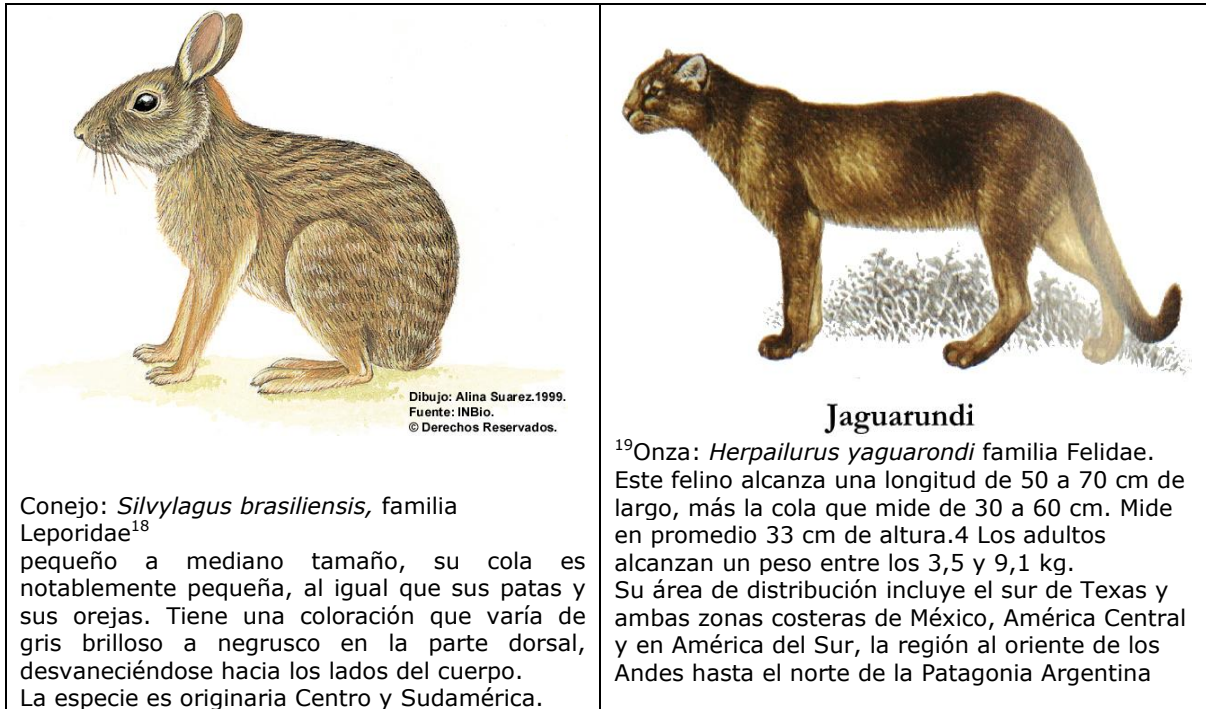 Dibujo: Alina Suarez.1999.
Fuente: INBio.
© Derechos Reservados.
Conejo: Silvylagus brasiliensis, familia
Leporidae18
pequeño a mediano tamaño, su cola es
notablemente pequeña, al igual que sus patas y
sus orejas. Tiene una coloración que varía de
gris brilloso a negrusco en la parte dorsal,
desvaneciéndose hacia los lados del cuerpo.
La especie es originaria Centro y Sudamérica.
Jaguarundi
19Onza: Herpailurus yaguarondi familia Felidae.
Este felino alcanza una longitud de 50 a 70 cm de
largo, más la cola que mide de 30 a 60 cm. Mide
en promedio 33 cm de altura.4 Los adultos
alcanzan un peso entre los 3,5 y 9,1 kg.
Su área de distribución incluye el sur de Texas y
ambas zonas costeras de México, América Central
y en América del Sur, la región al oriente de los
Andes hasta el norte de la Patagonia Argentina